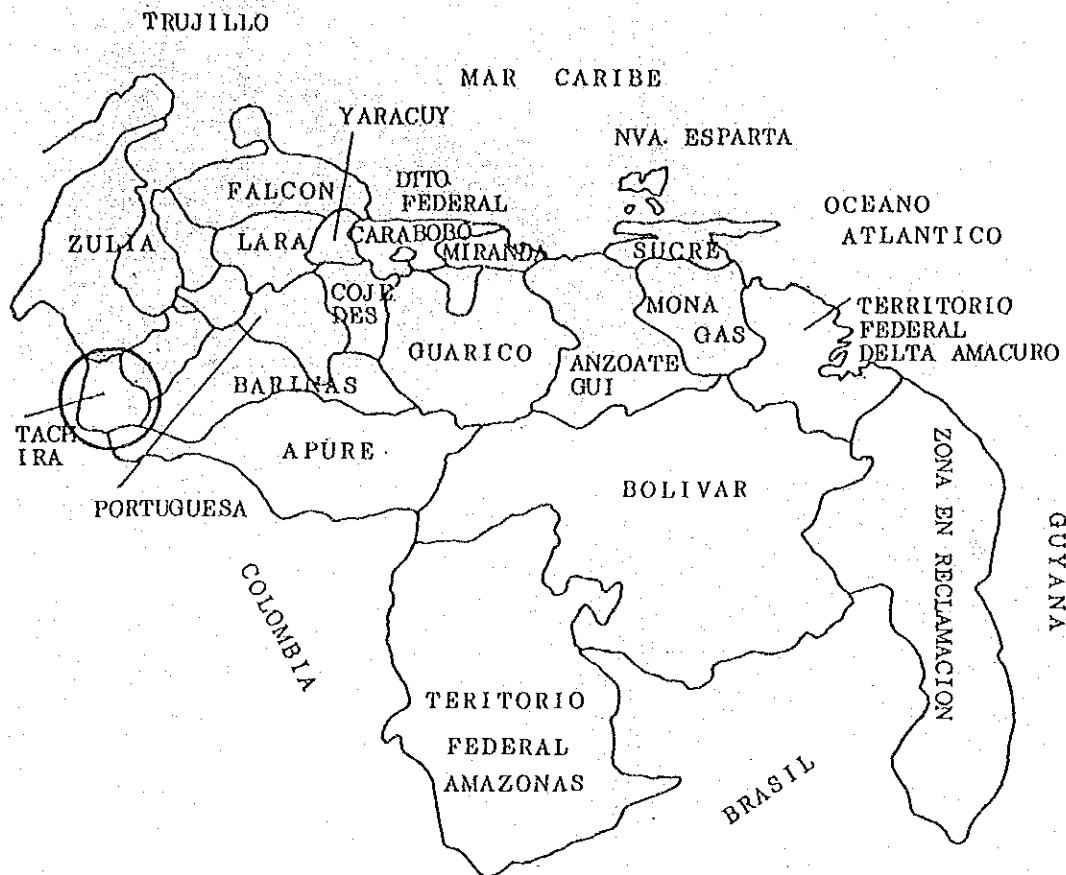 TRUJILLO
MAR CARIBE
YARACUY
NVA. ESPARTA
DTTO.
FEDERAL
FALCON
OCEANO
ATLANTICO
ZULIA
LARA
CARABOBO
MIRANDA
SUCRE
COJE
DES
MONA
GAS
TERRITORIO
FEDERAL
DELTA AMACURO
GUARICO
ANZOATE
GUI
BARINAS
TACH
IRA
APURE
PORTUGUESA
BOLIVAR
ZONA EN RECLAMACION
GUYANA
COLOMBIA
TERITORIO
FEDERAL
AMAZONAS
BRASIL